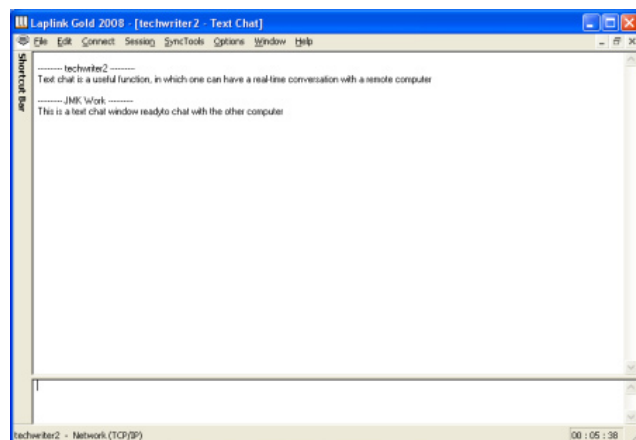 Laplink Gold 2008 - [techwriter2 - Text Chat]
File Edit Connect Session SyncTools Options Window Help
Shortcut Bar
-------- techwriter2 --------
Text chat is a useful function, in which one can have a real-time conversation with a remote computer
-------- JMK Work --------
This is a text chat window readyto chat with the other computer
techwriter2 - Network (TCP/IP)
00 : 05 : 38